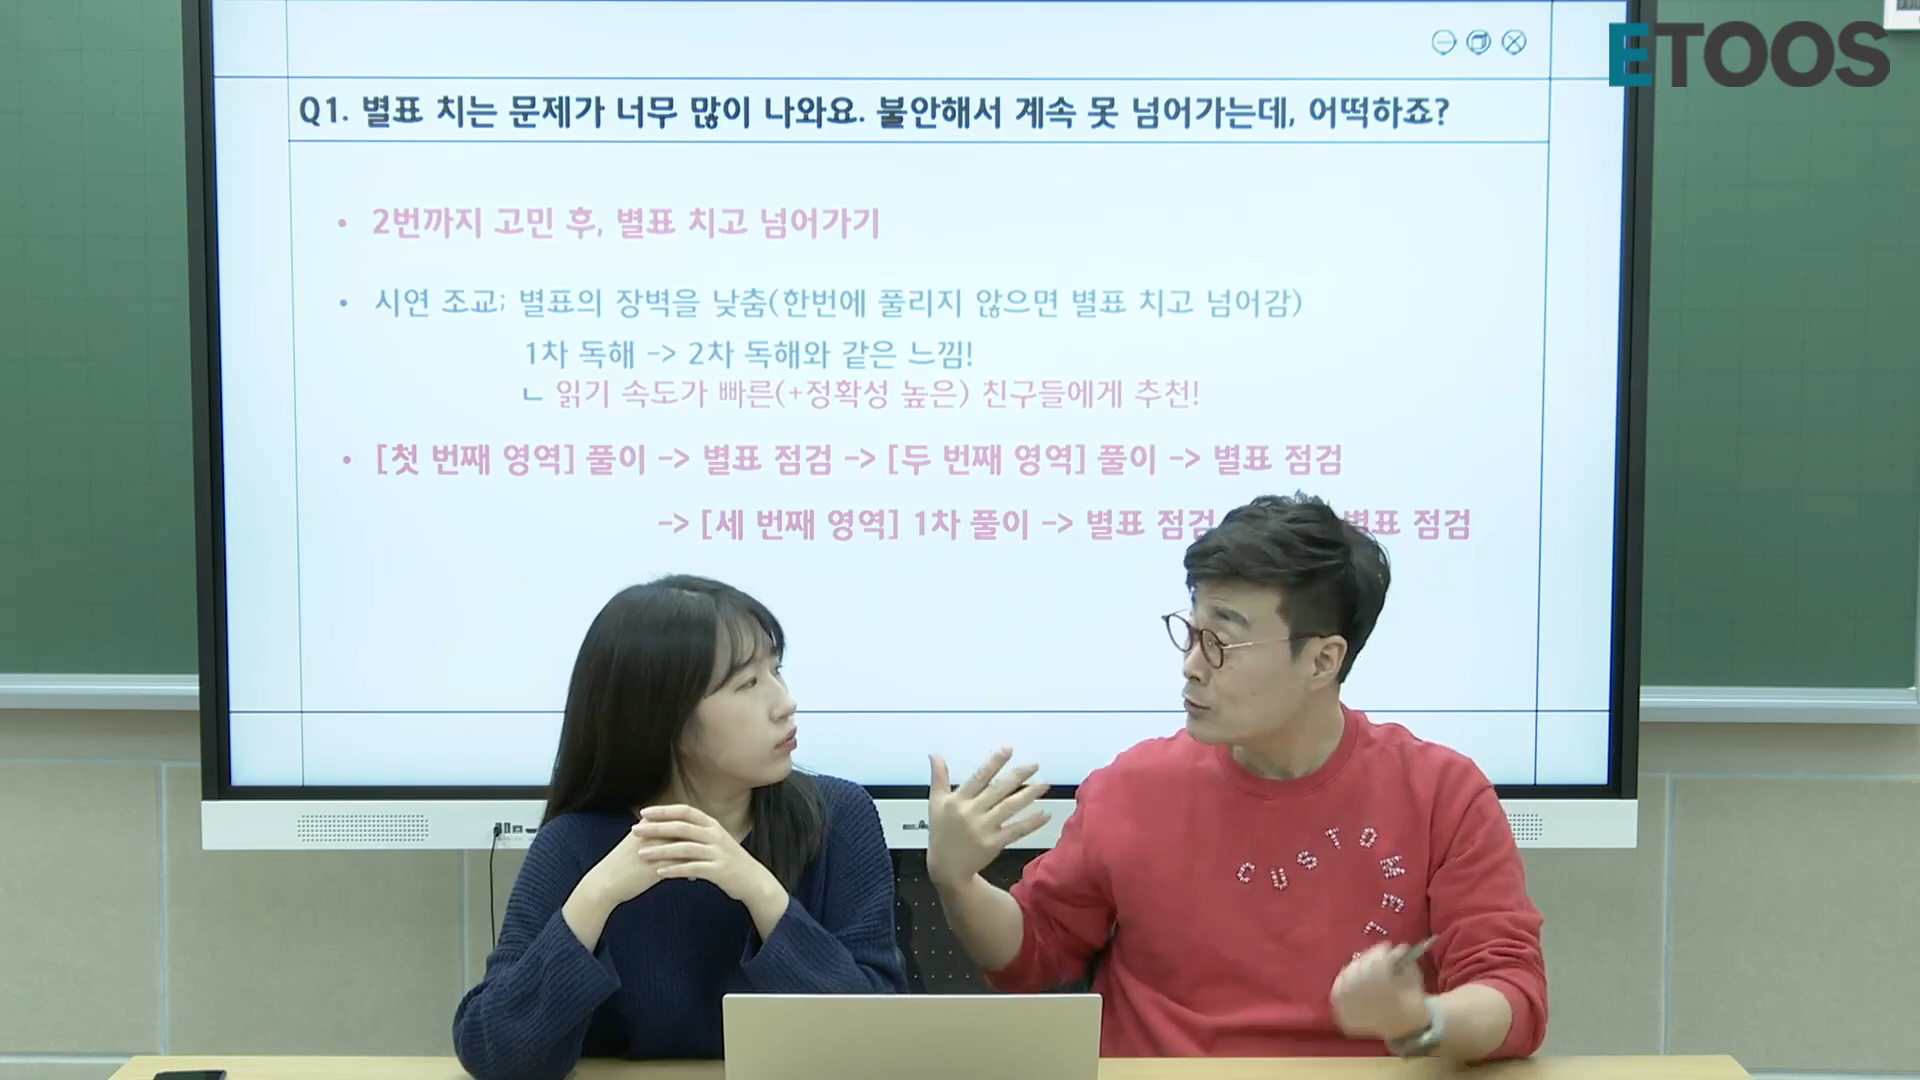 ETOOS
Q1. 별표 치는 문제가 너무 많이 나와요. 불안해서 계속 못 넘어가는데, 어떡하죠?
• 2번까지 고민 후, 별표 치고 넘어가기
• 시연 조교; 별표의 장벽을 낮춤(한번에 풀리지 않으면 별표 치고 넘어감)
1차 독해 -> 2차 독해와 같은 느낌!
ㄴ 읽기 속도가 빠른(+정확성 높은) 친구들에게 추천!
• [첫 번째 영역] 풀이 -> 별표 점검 -> [두 번째 영역] 풀이 -> 별표 점검
-> [세 번째 영역] 1차 풀이 -> 별표 점검 별표 점검
CUSTOME